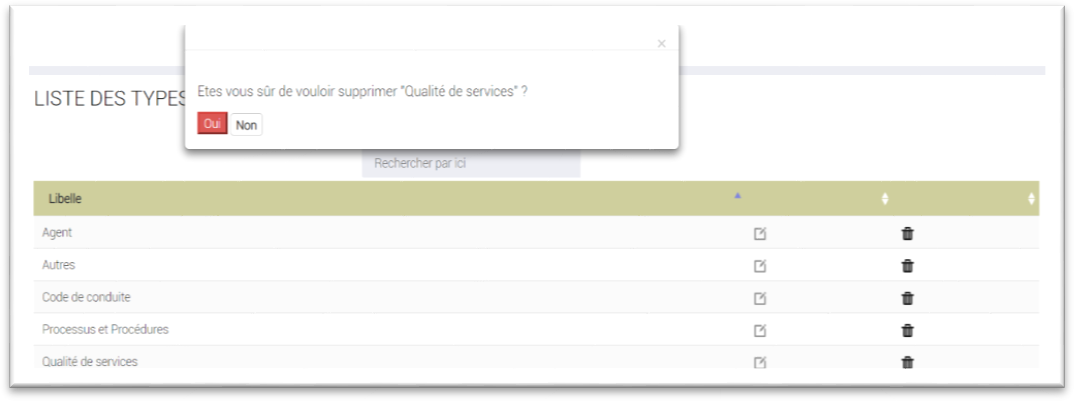 ×
Etes vous sûr de vouloir supprimer "Qualité de services" ?
Oui Non
LISTE DES TYPES
Rechercher par ici
Libelle
Agent
Autres
Code de conduite
Processus et Procédures
Qualité de services